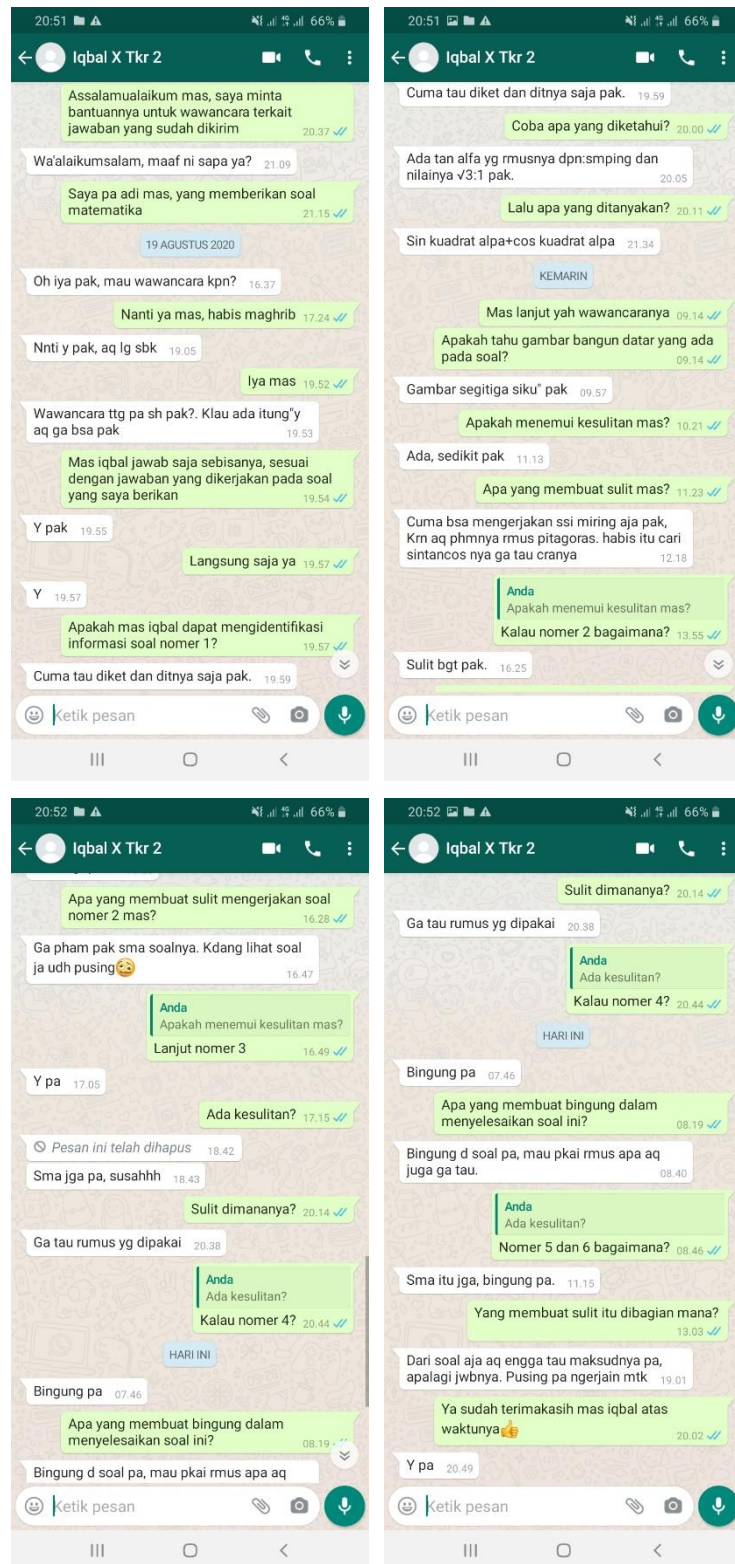 20:51
66%
Iqbal X Tkr 2
Assalamualaikum mas, saya minta
bantuannya untuk wawancara terkait
jawaban yang sudah dikirim 20.37
Wa'alaikumsalam, maaf ni sapa ya? 21.09
Saya pa adi mas, yang memberikan soal
matematika 21.15
19 AGUSTUS 2020
Oh iya pak, mau wawancara kpn? 16.37
Nanti ya mas, habis maghrib 17.24
Nnti y pak, aq lg sbk 19.05
Iya mas 19.52
Wawancara ttg pa sh pak?. Klau ada itung"y
aq ga bsa pak 19.53
Mas iqbal jawab saja sebisanya, sesuai
dengan jawaban yang dikerjakan pada soal
yang saya berikan 19.54
Y pak 19.55
Langsung saja ya 19.57
Y 19.57
Apakah mas iqbal dapat mengidentifikasi
informasi soal nomer 1? 19.57
Cuma tau diket dan ditnya saja pak. 19.59
Ketik pesan
20:51
66%
Iqbal X Tkr 2
Cuma tau diket dan ditnya saja pak. 19.59
Coba apa yang diketahui? 20.00
Ada tan alfa yg rmusnya dpn:smping dan
nilainya √3:1 pak. 20.05
Lalu apa yang ditanyakan? 20.11
Sin kuadrat alpa+cos kuadrat alpa 21.34
KEMARIN
Mas lanjut yah wawancaranya 09.14
Apakah tahu gambar bangun datar yang ada
pada soal? 09.14
Gambar segitiga siku" pak 09.57
Apakah menemui kesulitan mas? 10.21
Ada, sedikit pak 11.13
Apa yang membuat sulit mas? 11.23
Cuma bsa mengerjakan ssi miring aja pak,
Krn aq phmnya rmus pitagoras. habis itu cari
sintancos nya ga tau cranya 12.18
Anda
Apakah menemui kesulitan mas?
Kalau nomer 2 bagaimana? 13.55
Sulit bgt pak. 16.25
Ketik pesan
20:52
66%
Iqbal X Tkr 2
Apa yang membuat sulit mengerjakan soal
nomer 2 mas? 16.28
Ga pham pak sma soalnya. Kdang lihat soal
ja udh pusing 16.47
Anda
Apakah menemui kesulitan mas?
Lanjut nomer 3 16.49
Y pa 17.05
Ada kesulitan? 17.15
Pesan ini telah dihapus 18.42
Sma jga pa, susahhh 18.43
Sulit dimananya? 20.14
Ga tau rumus yg dipakai 20.38
Anda
Ada kesulitan?
Kalau nomer 4? 20.44
HARI INI
Bingung pa 07.46
Apa yang membuat bingung dalam
menyelesaikan soal ini? 08.19
Bingung d soal pa, mau pkai rmus apa aq
Ketik pesan
20:52
66%
Iqbal X Tkr 2
Sulit dimananya? 20.14
Ga tau rumus yg dipakai 20.38
Anda
Ada kesulitan?
Kalau nomer 4? 20.44
HARI INI
Bingung pa 07.46
Apa yang membuat bingung dalam
menyelesaikan soal ini? 08.19
Bingung d soal pa, mau pkai rmus apa aq
juga ga tau. 08.40
Anda
Ada kesulitan?
Nomer 5 dan 6 bagaimana? 08.46
Sma itu jga, bingung pa. 11.15
Yang membuat sulit itu dibagian mana?
13.03
Dari soal aja aq engga tau maksudnya pa,
apalagi jwbnya. Pusing pa ngerjain mtk 19.01
Ya sudah terimakasih mas iqbal atas
waktunya 20.02
Y pa 20.49
Ketik pesan